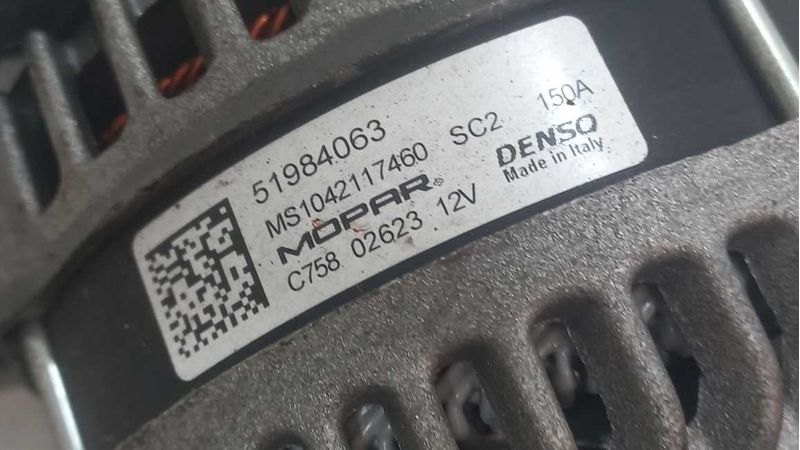 51984063
MS1042117460 SC2 150A
MOPAR® DENSO
C758 02623 12V Made in Italy